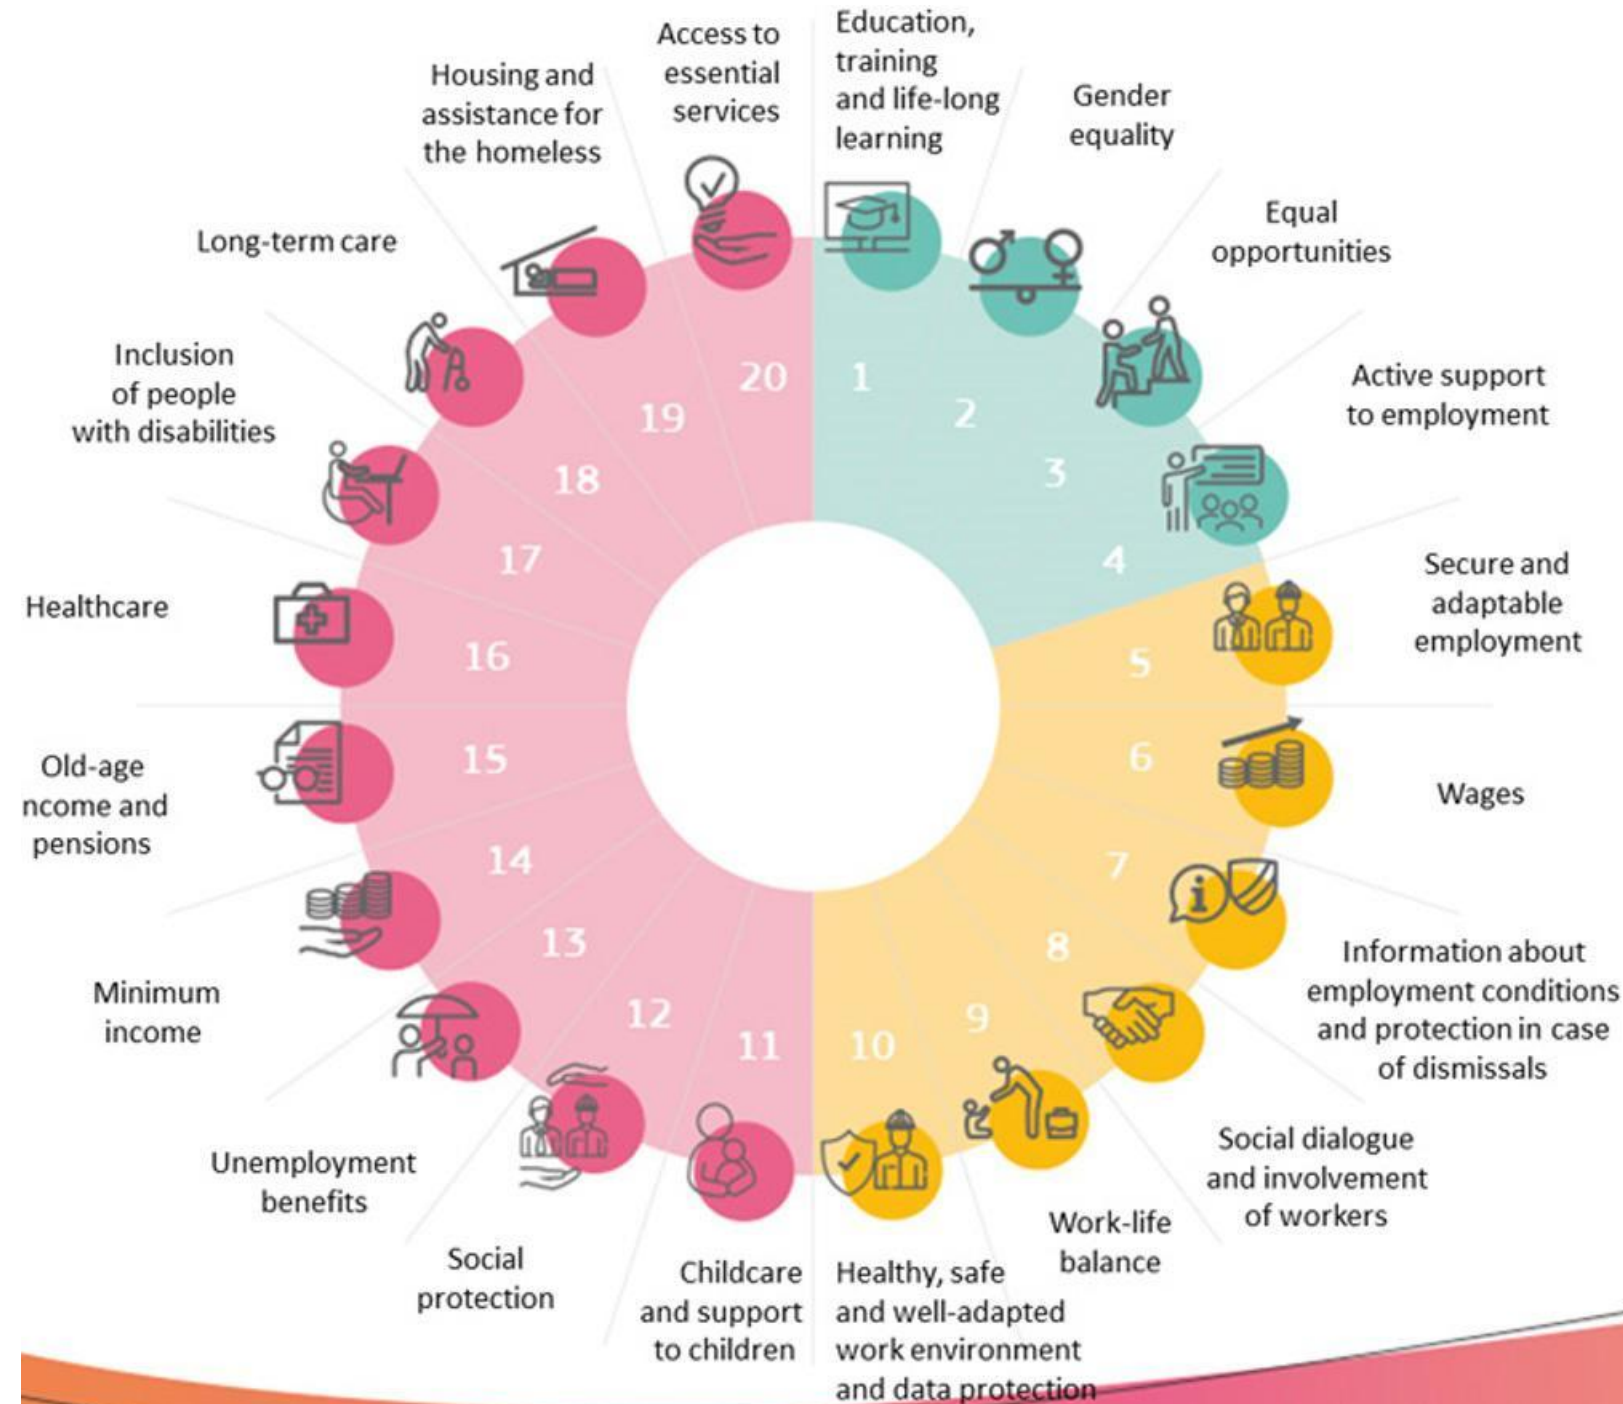 Education,
training
and life-long
learning
1
Gender
equality
2
Equal
opportunities
3
Active support
to employment
4
Secure and
adaptable
employment
5
Wages
6
Information about
employment conditions
and protection in case
of dismissals
7
Social dialogue
and involvement
of workers
8
Work-life
balance
9
Healthy, safe
and well-adapted
work environment
and data protection
10
Childcare
and support
to children
11
Social
protection
12
Unemployment
benefits
13
Minimum
income
14
Old-age
ncome and
pensions
15
Healthcare
16
Inclusion
of people
with disabilities
17
Long-term care
18
Housing and
assistance for
the homeless
19
Access to
essential
services
20
i